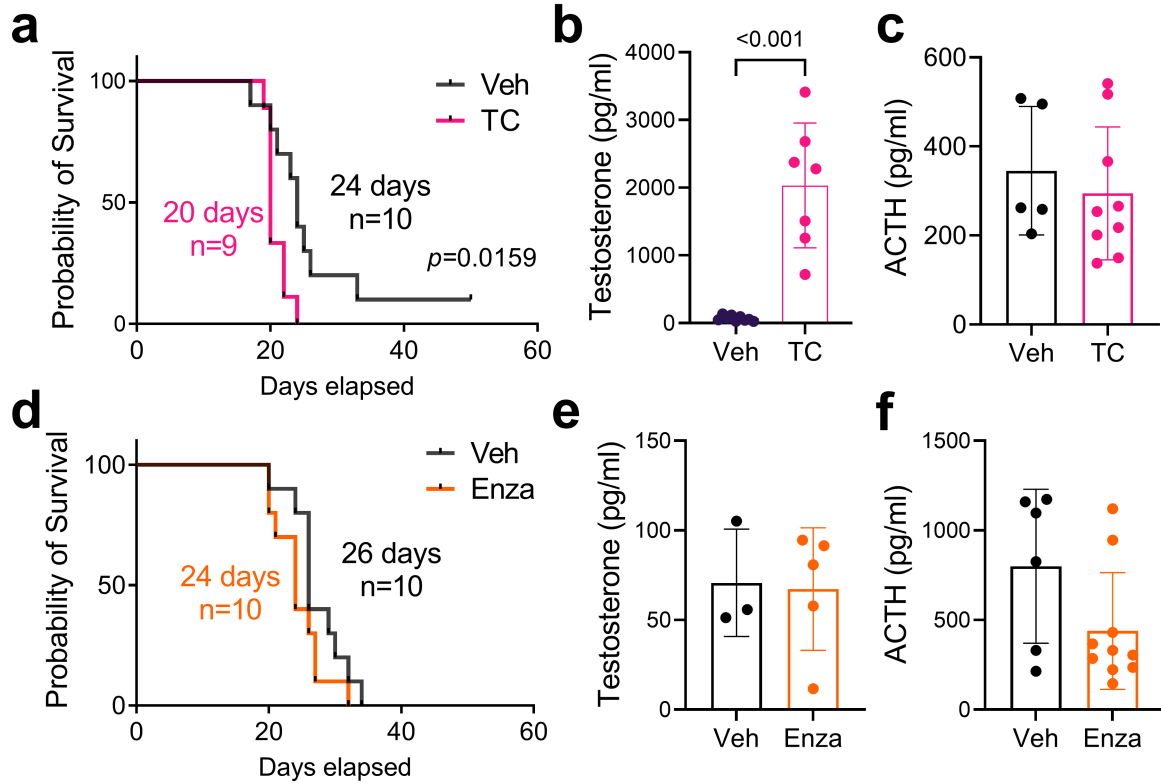 a
Probability of Survival
100
50
0
0
20
40
60
Days elapsed
Veh
TC
20 days
n=9
24 days
n=10
p=0.0159
b
Testosterone (pg/ml)
4000
3000
2000
1000
0
<0.001
Veh
TC
c
ACTH (pg/ml)
600
400
200
0
Veh
TC
d
Probability of Survival
100
50
0
0
20
40
60
Days elapsed
Veh
Enza
24 days
n=10
26 days
n=10
e
Testosterone (pg/ml)
150
100
50
0
Veh
Enza
f
ACTH (pg/ml)
1500
1000
500
0
Veh
Enza